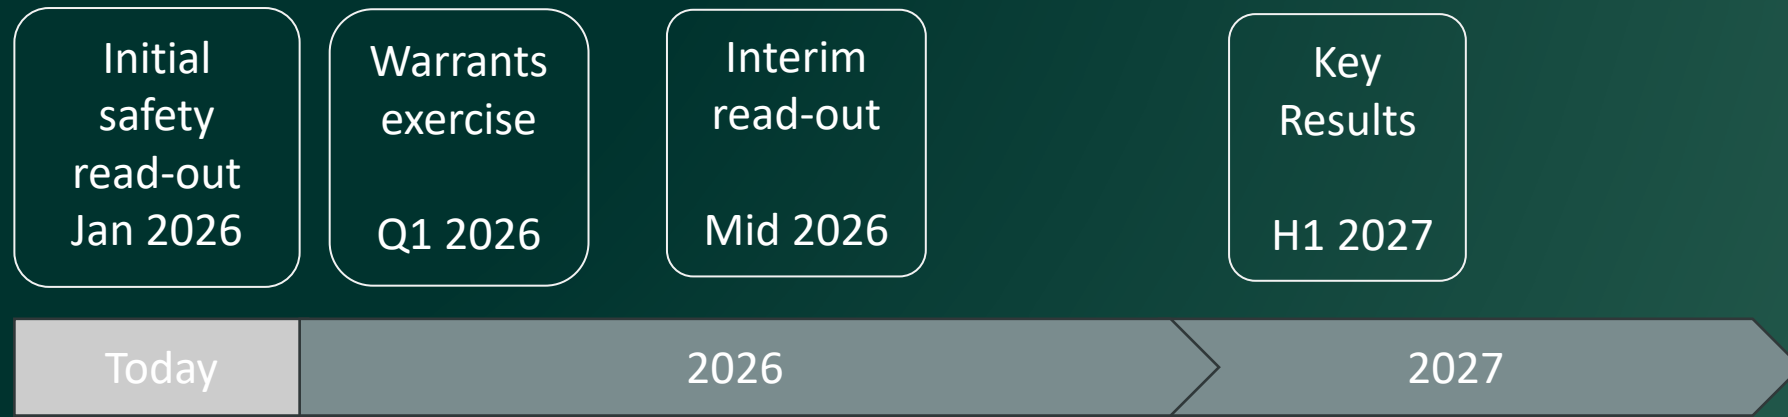 Initial
safety
read-out
Jan 2026
Warrants
exercise
Q1 2026
Interim
read-out
Mid 2026
Key
Results
H1 2027
Today
2026
2027